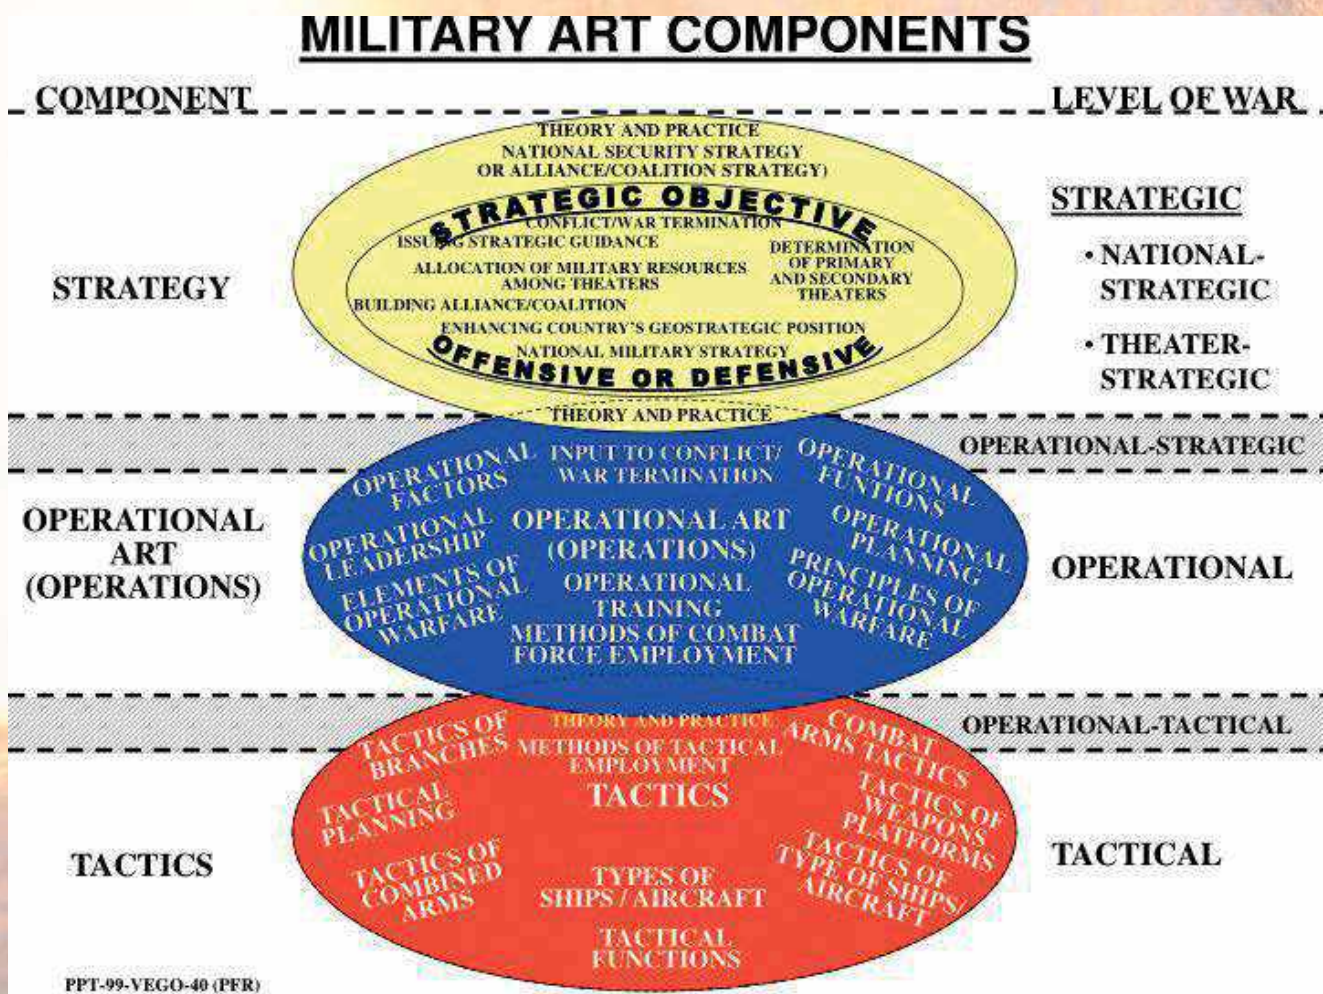 MILITARY ART COMPONENTS
COMPONENT
LEVEL OF WAR
THEORY AND PRACTICE
NATIONAL SECURITY STRATEGY
OR ALLIANCE/COALITION STRATEGY)
STRATEGIC OBJECTIVE
CONFLICT/WAR TERMINATION
ISSUING STRATEGIC GUIDANCE
DETERMINATION
OF PRIMARY
AND SECONDARY
THEATERS
ALLOCATION OF MILITARY RESOURCES
AMONG THEATERS
BUILDING ALLIANCE/COALITION
ENHANCING COUNTRY'S GEOSTRATEGIC POSITION
NATIONAL MILITARY STRATEGY
OFFENSIVE OR DEFENSIVE
THEORY AND PRACTICE
STRATEGY
STRATEGIC
• NATIONAL-
STRATEGIC
• THEATER-
STRATEGIC
OPERATIONAL-STRATEGIC
OPERATIONAL
ART
(OPERATIONS)
OPERATIONAL
FACTORS
INPUT TO CONFLICT/
WAR TERMINATION
OPERATIONAL
FUNTIONS
OPERATIONAL
LEADERSHIP
OPERATIONAL ART
(OPERATIONS)
OPERATIONAL
PLANNING
ELEMENTS OF
OPERATIONAL
WARFARE
OPERATIONAL
TRAINING
PRINCIPLES OF
OPERATIONAL
WARFARE
METHODS OF COMBAT
FORCE EMPLOYMENT
OPERATIONAL
OPERATIONAL-TACTICAL
THEORY AND PRACTICE
TACTICS OF
BRANCHES
METHODS OF TACTICAL
EMPLOYMENT
COMBAT
ARMS TACTICS
TACTICS
TACTICAL
PLANNING
TACTICS
TACTICS OF
WEAPONS
PLATFORMS
TACTICS OF
COMBINED
ARMS
TYPES OF
SHIPS / AIRCRAFT
TACTICS OF
TYPE OF SHIPS/
AIRCRAFT
TACTICAL
FUNCTIONS
TACTICAL
PPT-99-VEGO-40 (PFR)